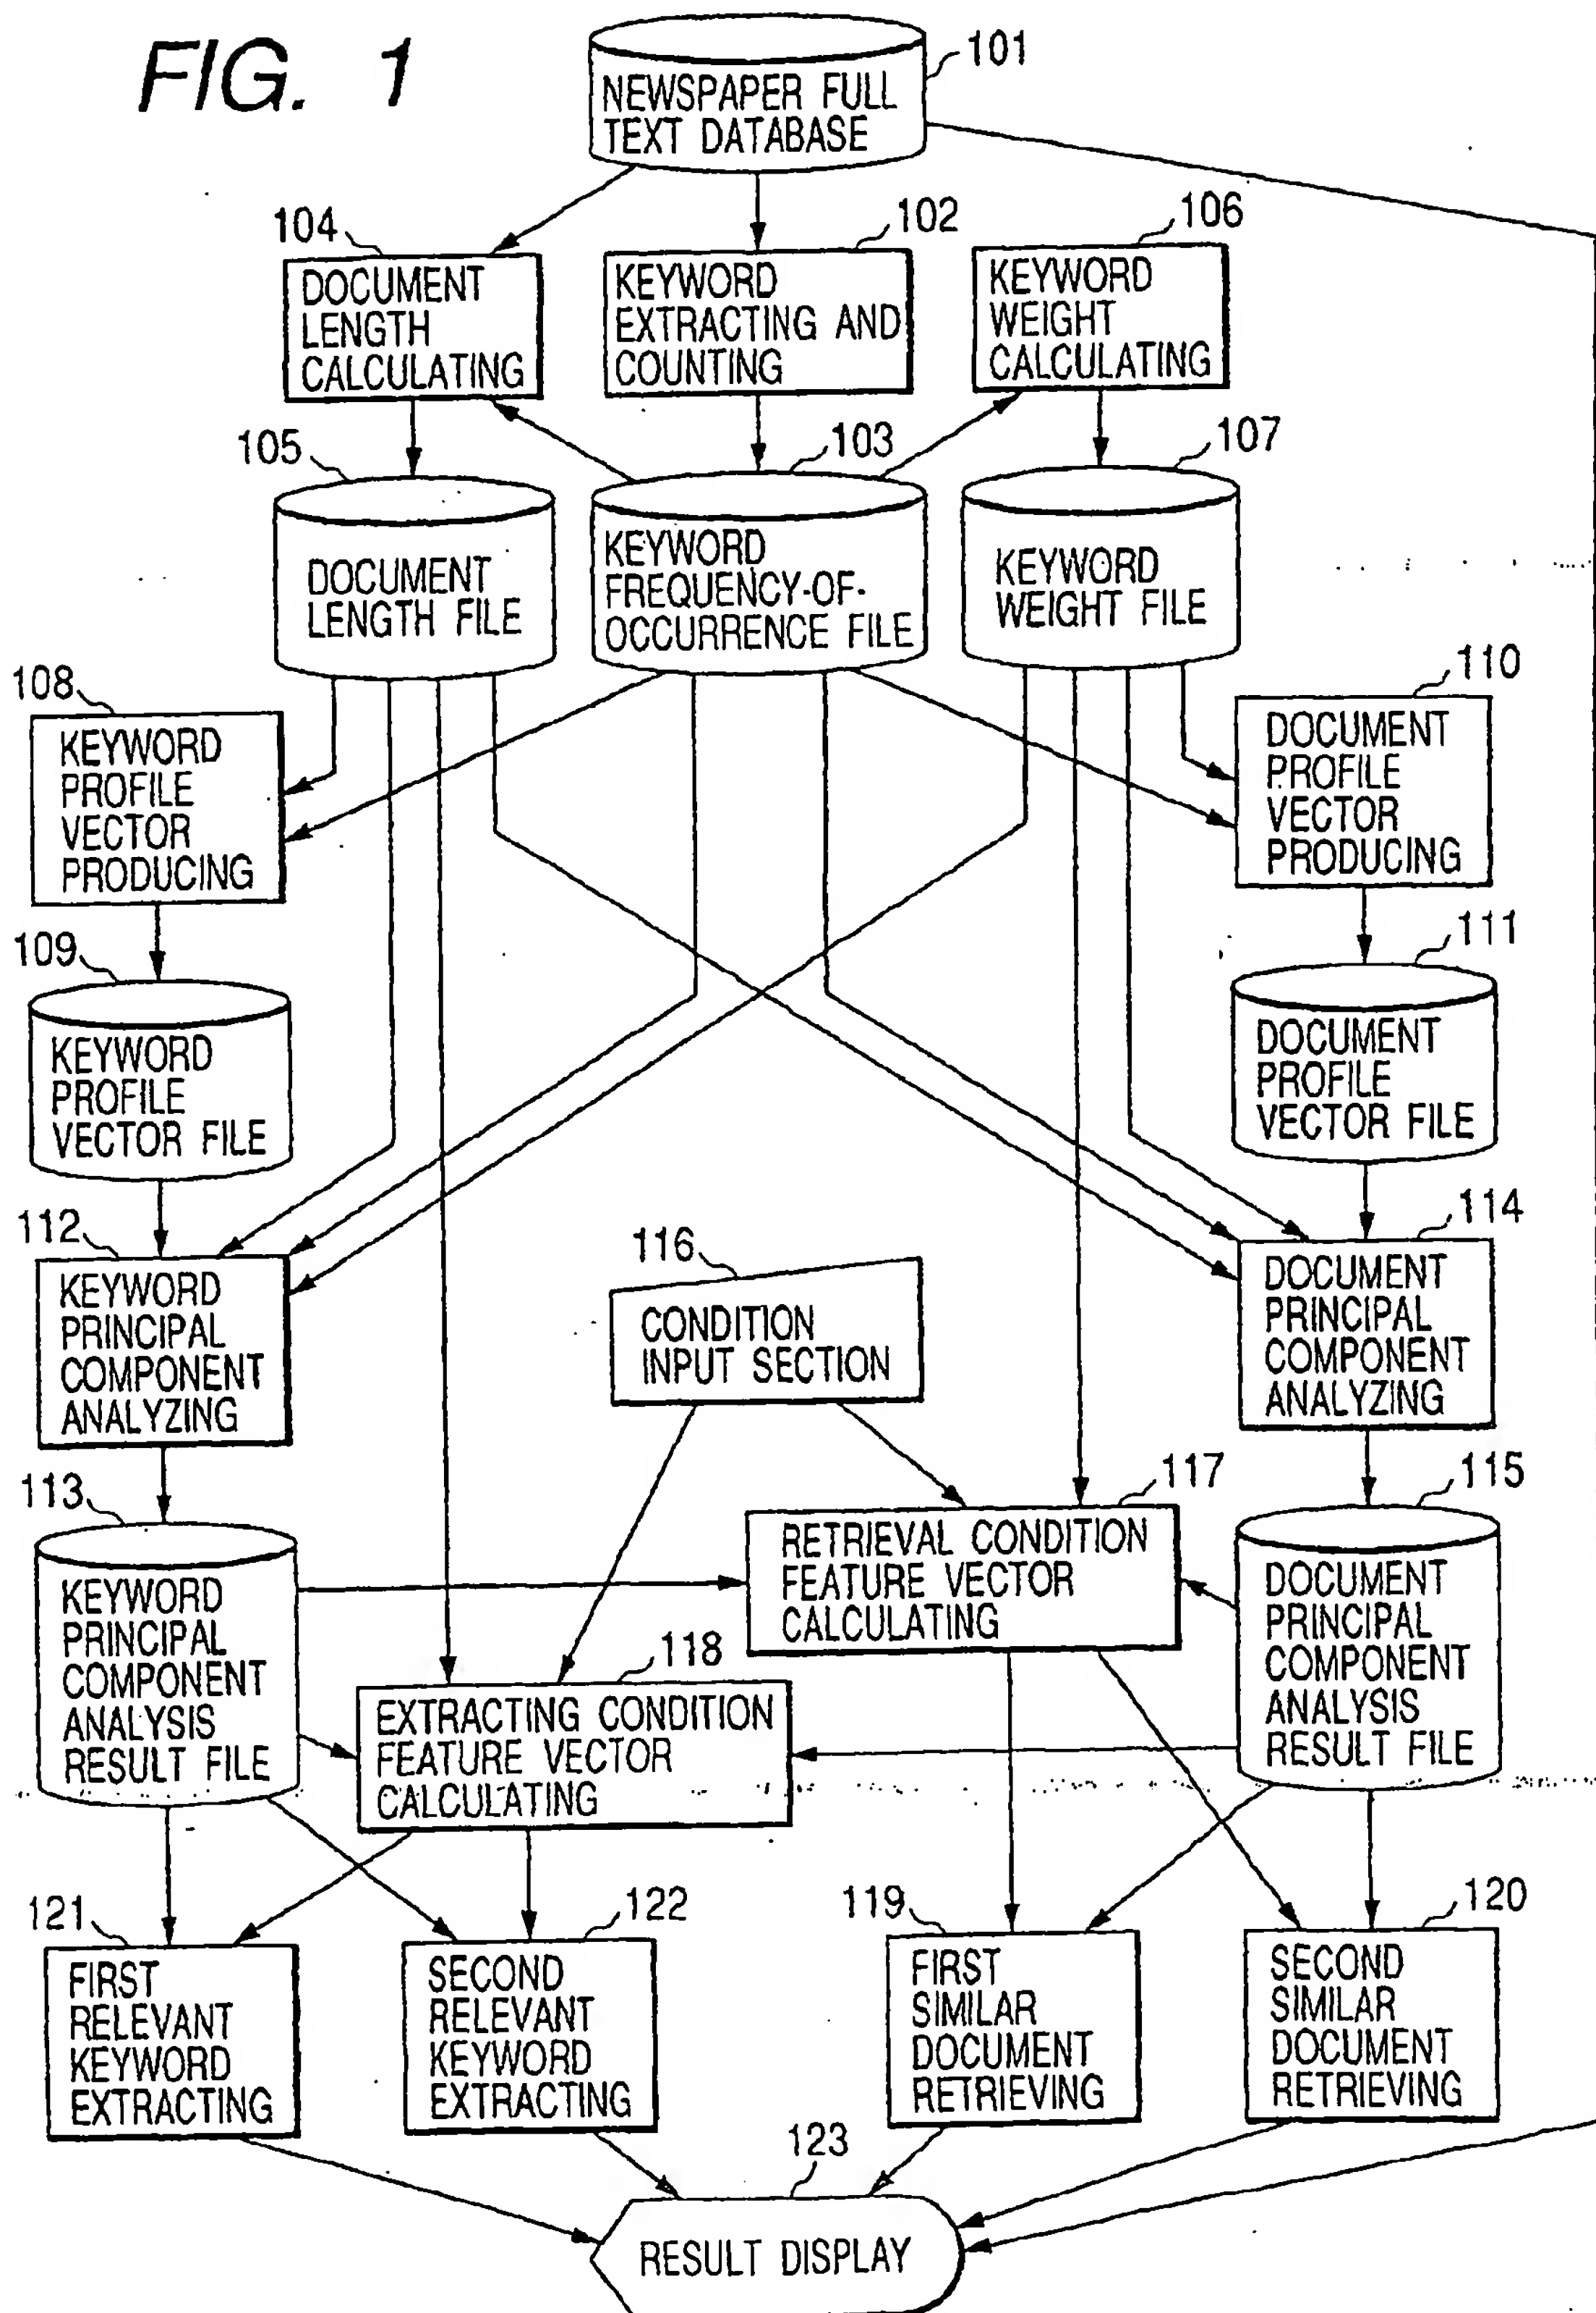 FIG. 1
101
NEWSPAPER FULL
TEXT DATABASE
104
DOCUMENT
LENGTH
CALCULATING
102
KEYWORD
EXTRACTING AND
COUNTING
106
KEYWORD
WEIGHT
CALCULATING
105
DOCUMENT
LENGTH FILE
103
KEYWORD
FREQUENCY-OF-
OCCURRENCE FILE
107
KEYWORD
WEIGHT FILE
108
KEYWORD
PROFILE
VECTOR
PRODUCING
110
DOCUMENT
PROFILE
VECTOR
PRODUCING
109
KEYWORD
PROFILE
VECTOR FILE
111
DOCUMENT
PROFILE
VECTOR FILE
112
KEYWORD
PRINCIPAL
COMPONENT
ANALYZING
116
CONDITION
INPUT SECTION
114
DOCUMENT
PRINCIPAL
COMPONENT
ANALYZING
113
KEYWORD
PRINCIPAL
COMPONENT
ANALYSIS
RESULT FILE
117
RETRIEVAL CONDITION
FEATURE VECTOR
CALCULATING
115
DOCUMENT
PRINCIPAL
COMPONENT
ANALYSIS
RESULT FILE
118
EXTRACTING CONDITION
FEATURE VECTOR
CALCULATING
121
FIRST
RELEVANT
KEYWORD
EXTRACTING
122
SECOND
RELEVANT
KEYWORD
EXTRACTING
119
FIRST
SIMILAR
DOCUMENT
RETRIEVING
120
SECOND
SIMILAR
DOCUMENT
RETRIEVING
123
RESULT DISPLAY